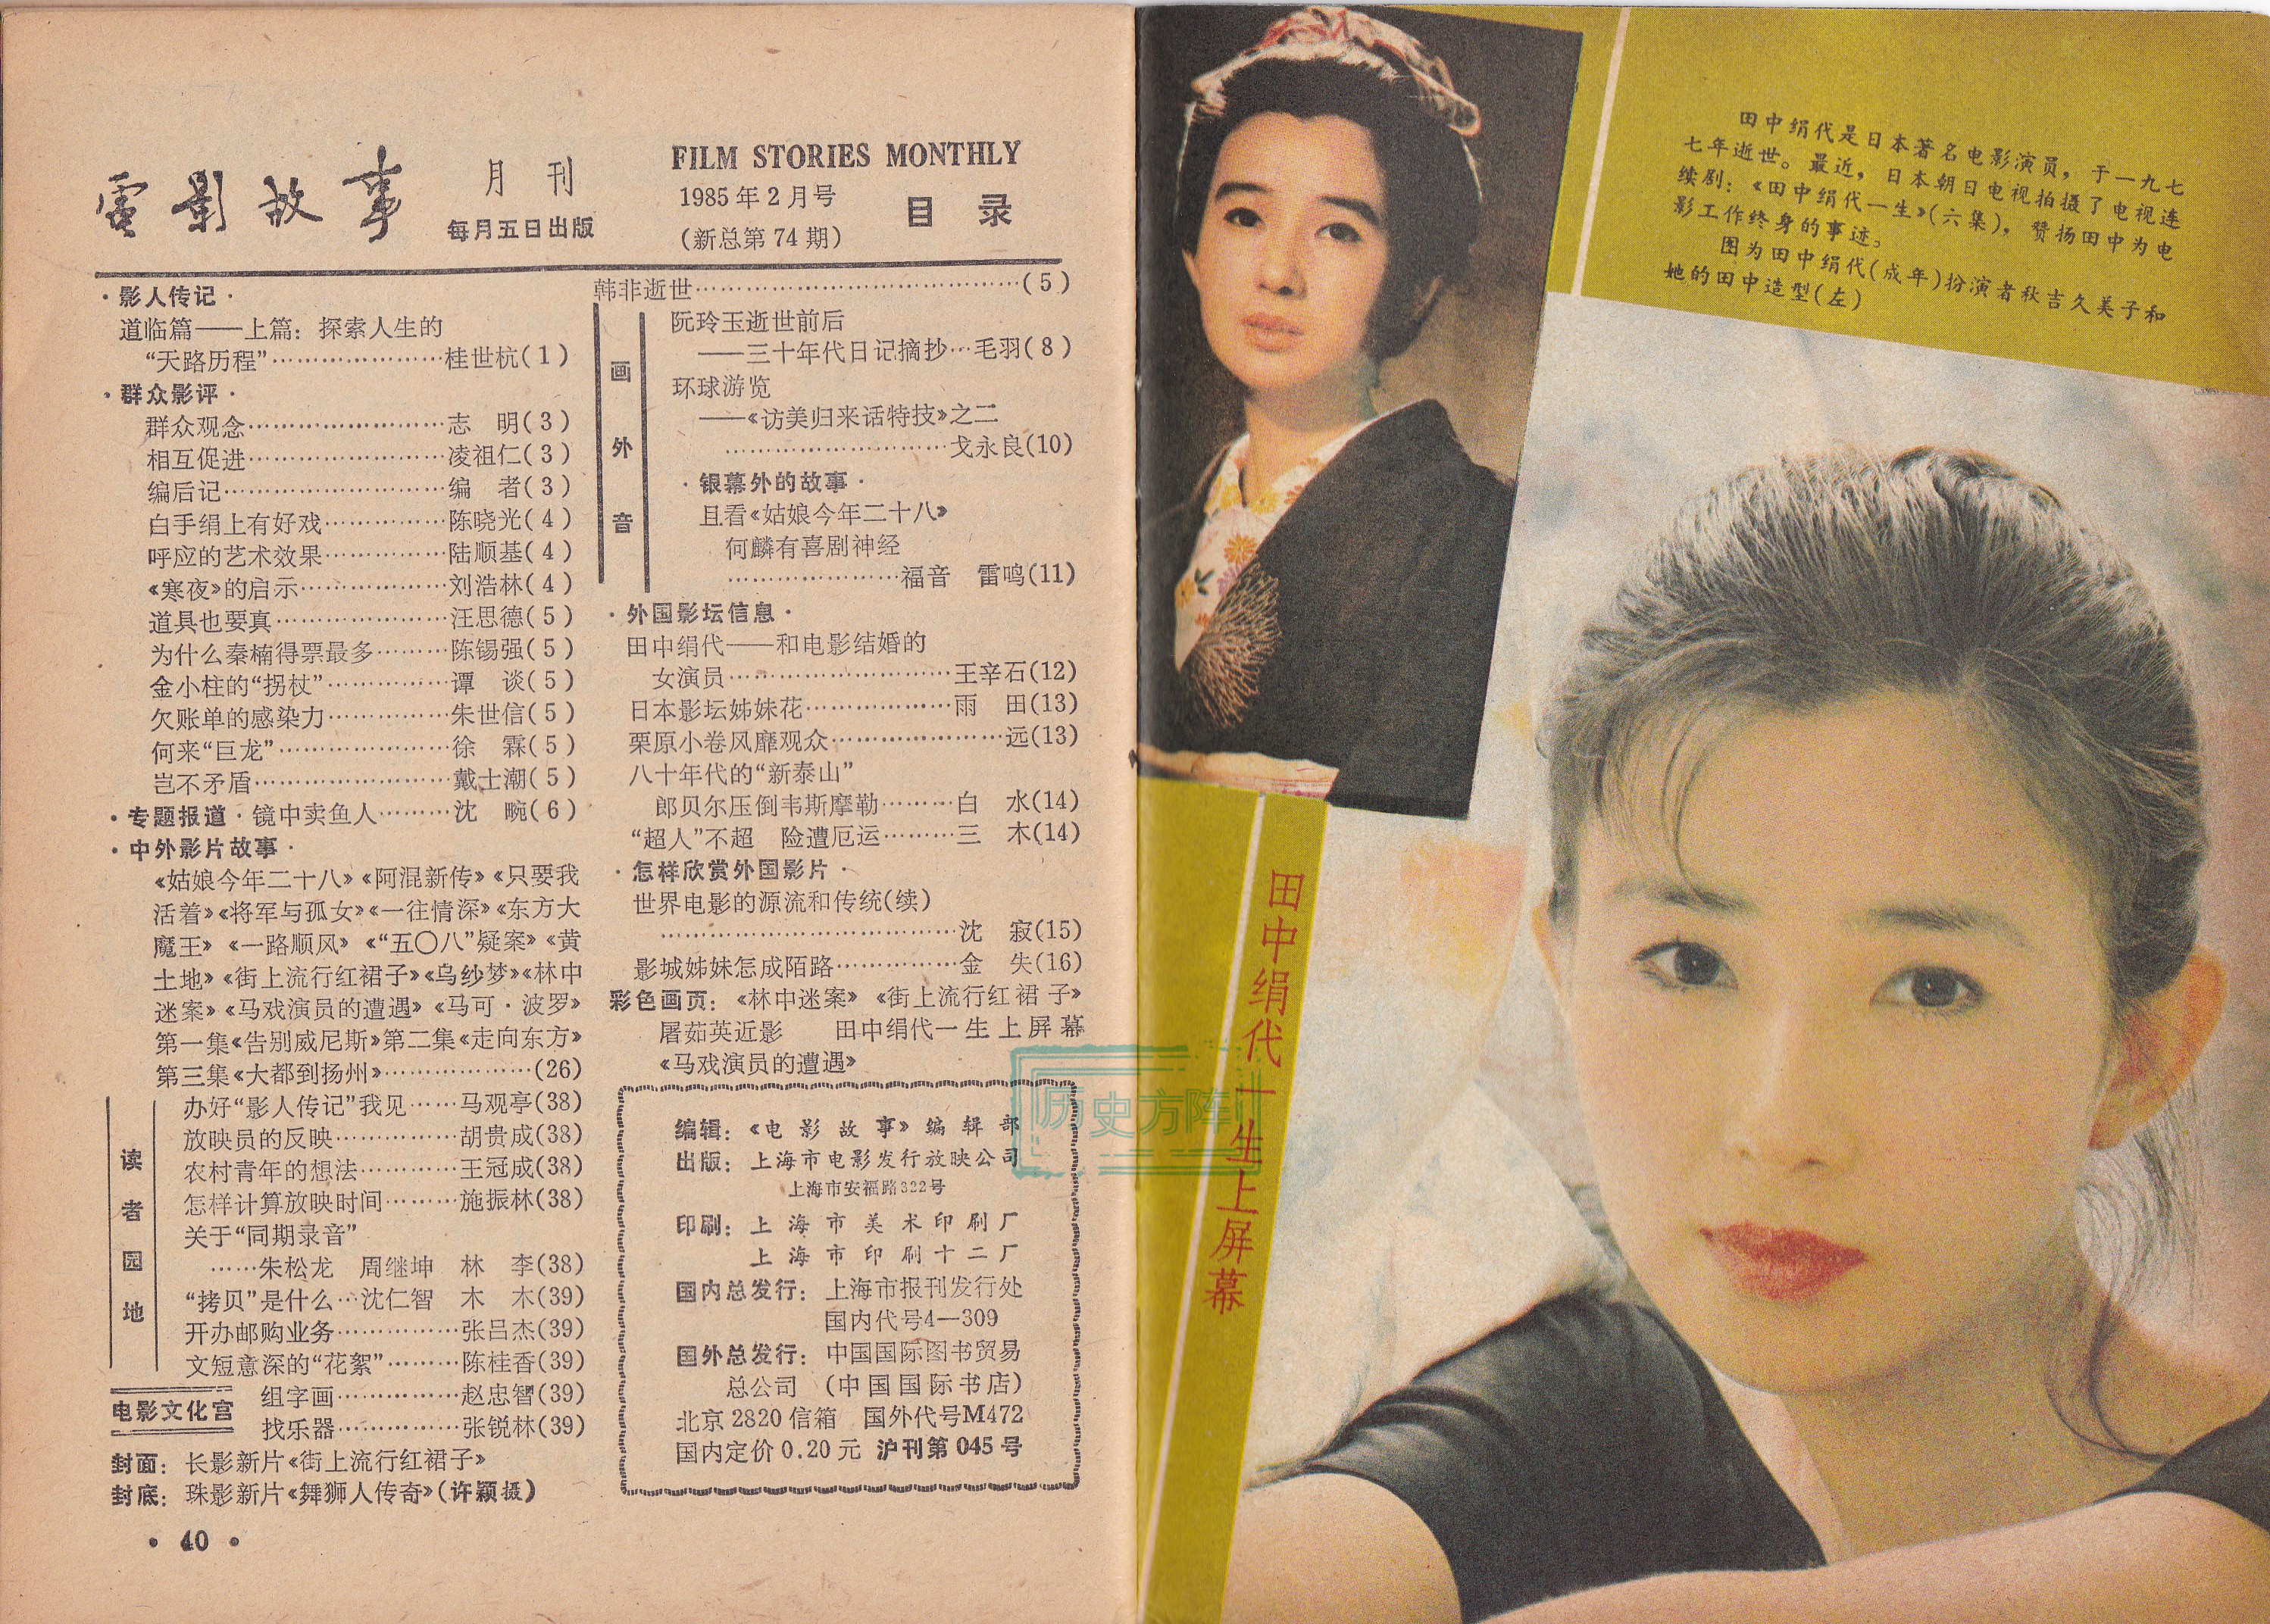 電影故事
月刊
每月五日出版
FILM STORIES MONTHLY
1985年2月号
(新总第74期)
目 录
·影人传记·
道临篇——上篇：探索人生的
“天路历程”…………………桂世杭(1)
·群众影评·
群众观念……………………志 明(3)
相互促进……………………凌祖仁(3)
编后记………………………编 者(3)
白手绢上有好戏……………陈晓光(4)
呼应的艺术效果……………陆顺基(4)
《寒夜》的启示………………刘浩林(4)
道具也要真…………………汪思德(5)
为什么秦楠得票最多………陈锡强(5)
金小柱的“拐杖”……………谭 谈(5)
欠账单的感染力……………朱世信(5)
何来“巨龙”…………………徐 霖(5)
岂不矛盾……………………戴士潮(5)
·专题报道·镜中卖鱼人………沈 畹(6)
·中外影片故事·
《姑娘今年二十八》《阿混新传》《只要我
活着》《将军与孤女》《一往情深》《东方大
魔王》《一路顺风》《“五〇八”疑案》《黄
土地》《街上流行红裙子》《乌纱梦》《林中
迷案》《马戏演员的遭遇》《马可·波罗》
第一集《告别威尼斯》第二集《走向东方》
第三集《大都到扬州》………………(26)
读者园地
办好“影人传记”我见……马观亭(38)
放映员的反映……………胡贵成(38)
农村青年的想法…………王冠成(38)
怎样计算放映时间………施振林(38)
关于“同期录音”
……朱松龙 周继坤 林 李(38)
“拷贝”是什么…沈仁智 木 木(39)
开办邮购业务……………张吕杰(39)
文短意深的“花絮”………陈桂香(39)
电影文化宫
组字画……………赵忠智(39)
找乐器……………张锐林(39)
封面：长影新片《街上流行红裙子》
封底：珠影新片《舞狮人传奇》(许颖摄)
·40·
韩非逝世…………………………………(5)
画外音
阮玲玉逝世前后
——三十年代日记摘抄…毛羽(8)
环球游览
——《访美归来话特技》之二
………………………戈永良(10)
·银幕外的故事·
且看《姑娘今年二十八》
何麟有喜剧神经
…………………福音 雷鸣(11)
·外国影坛信息·
田中绢代——和电影结婚的
女演员………………………王辛石(12)
日本影坛姊妹花………………雨 田(13)
栗原小卷风靡观众…………………远(13)
八十年代的“新泰山”
郎贝尔压倒韦斯摩勒………白 水(14)
“超人”不超 险遭厄运………三 木(14)
·怎样欣赏外国影片·
世界电影的源流和传统(续)
………………………………沈 寂(15)
影城姊妹怎成陌路……………金 失(16)
彩色画页：《林中迷案》《街上流行红裙子》
屠茹英近影 田中绢代一生上屏幕
《马戏演员的遭遇》
编辑：《电影故事》编辑部
出版：上海市电影发行放映公司
上海市安福路322号
印刷：上海市美术印刷厂
上海市印刷十二厂
国内总发行：上海市报刊发行处
国内代号4—309
国外总发行：中国国际图书贸易
总公司 (中国国际书店)
北京2820信箱 国外代号M472
国内定价0.20元 沪刊第045号
历史方阵
田中绢代是日本著名电影演员，于一九七
七年逝世。最近，日本朝日电视拍摄了电视连
续剧：《田中绢代一生》(六集)，赞扬田中为电
影工作终身的事迹。
图为田中绢代(成年)扮演者秋吉久美子和
她的田中造型(左)
田中绢代一生上屏幕